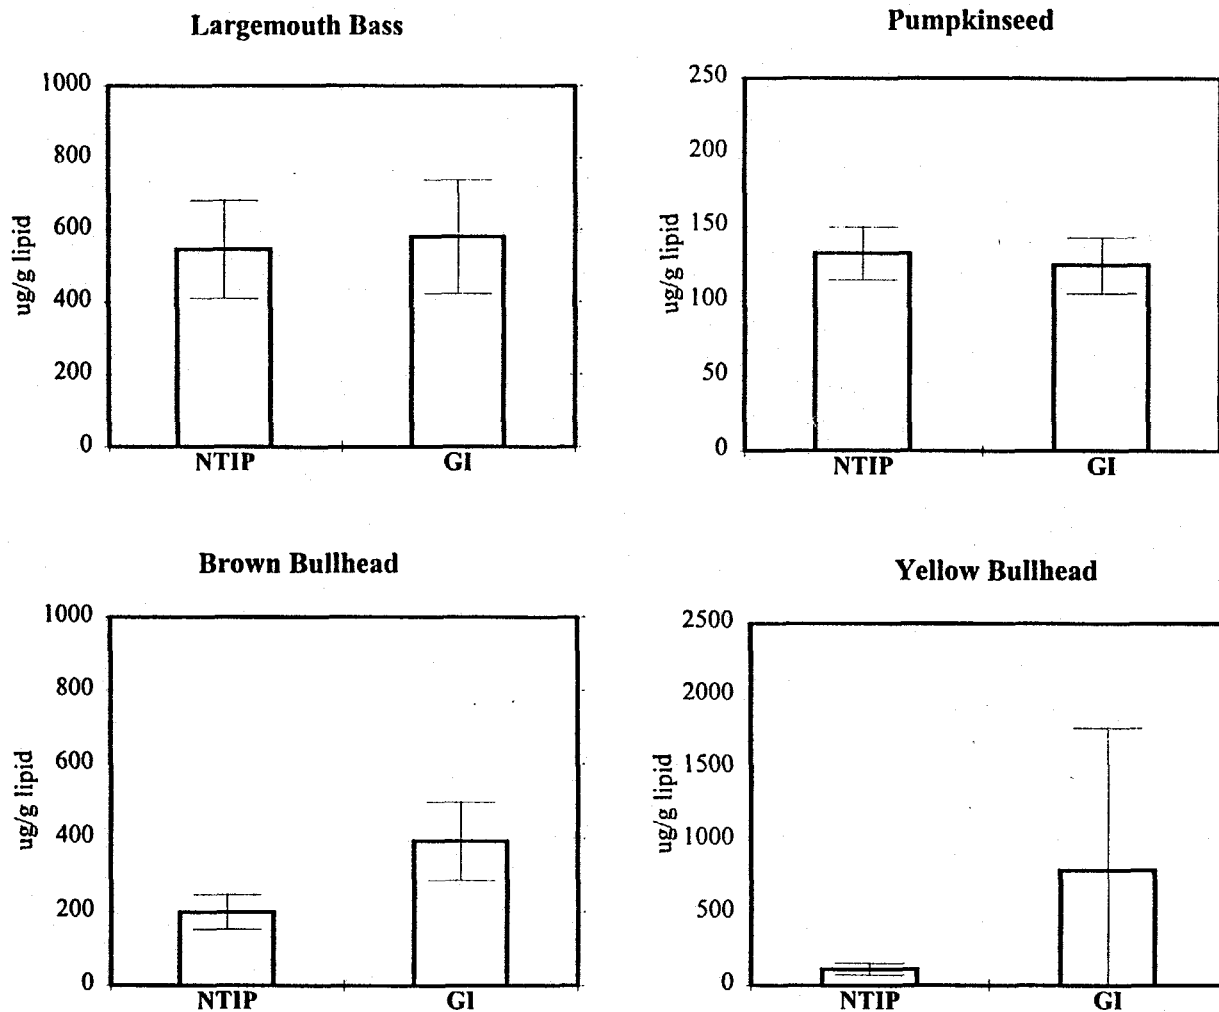 Largemouth Bass
1000
800
600
400
200
0
ug/g lipid
NTIP GI
Pumpkinseed
250
200
150
100
50
0
ug/g lipid
NTIP GI
Brown Bullhead
1000
800
600
400
200
0
ug/g lipid
NTIP GI
Yellow Bullhead
2500
2000
1500
1000
500
0
ug/g lipid
NTIP GI